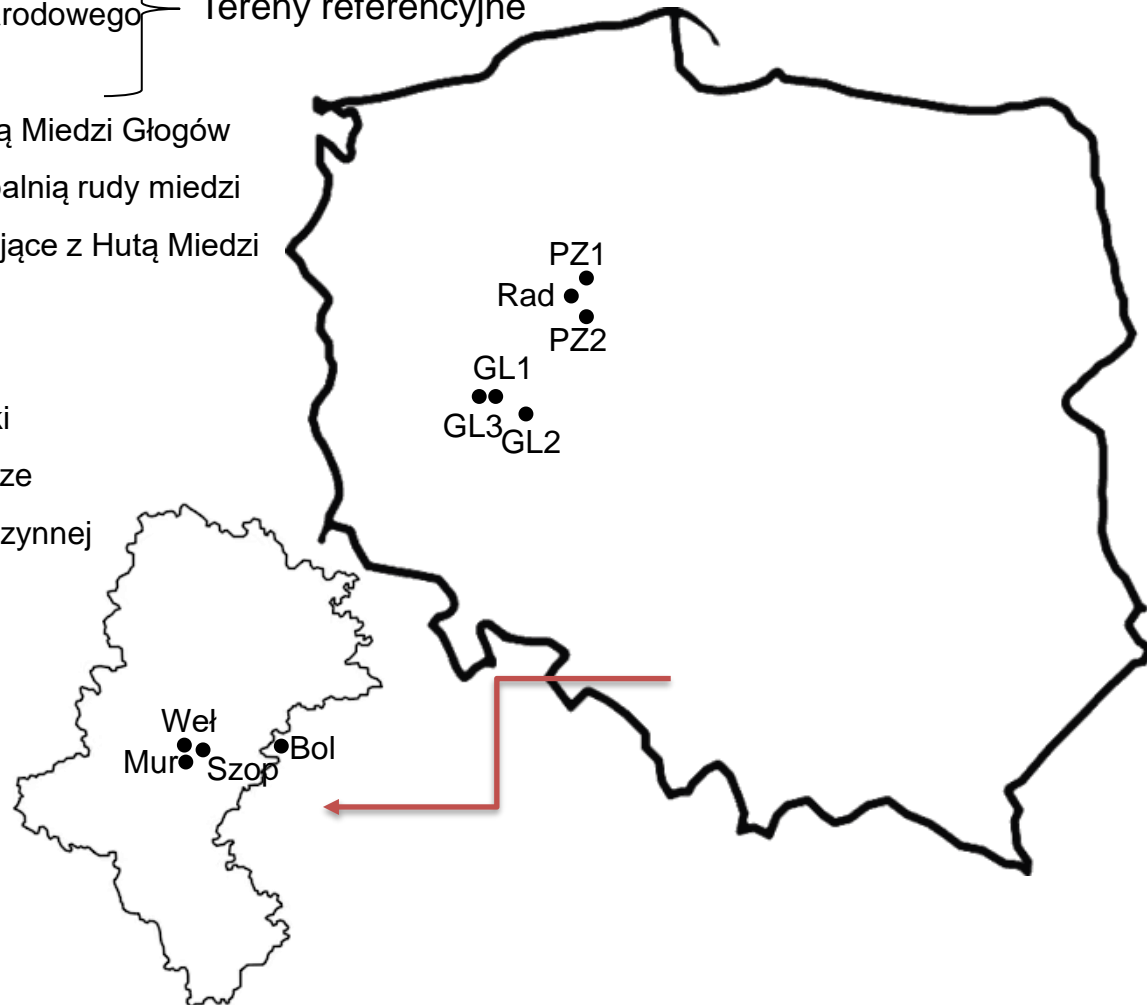 rodowego
Tereny referencyjne
ą Miedzi Głogów
alnią rudy miedzi
jące z Hutą Miedzi
ki
ze
zynnej
PZ1
Rad
PZ2
GL1
GL3
GL2
Weł
Mur
Szop
Bol